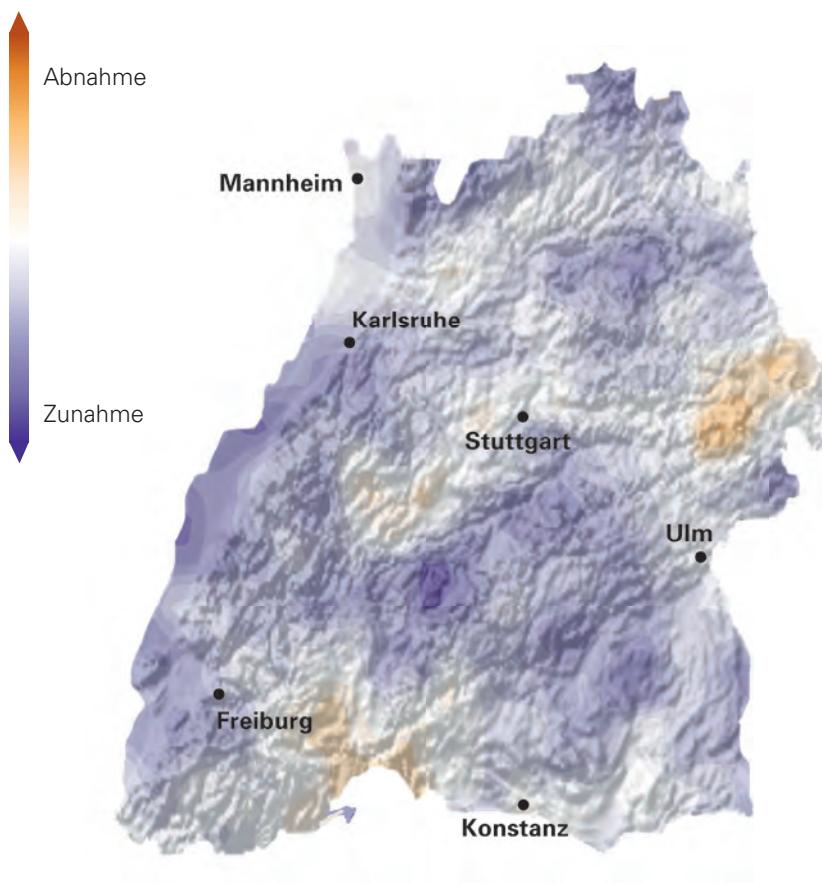 Abnahme
Mannheim
Karlsruhe
Zunahme
Stuttgart
Ulm
Freiburg
Konstanz